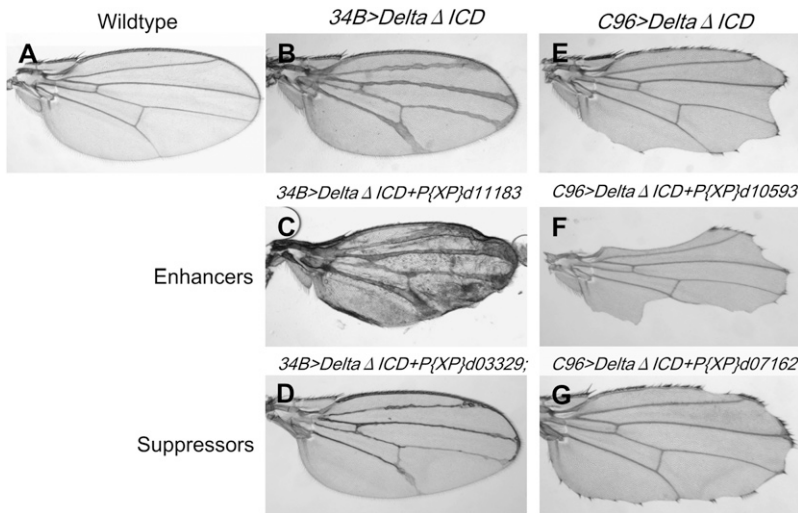 Wildtype
34B>Delta Δ ICD
C96>Delta Δ ICD
A
B
E
34B>Delta Δ ICD+P{XP}d11183
C96>Delta Δ ICD+P{XP}d10593
C
F
Enhancers
34B>Delta Δ ICD+P{XP}d03329;
C96>Delta Δ ICD+P{XP}d07162
D
G
Suppressors